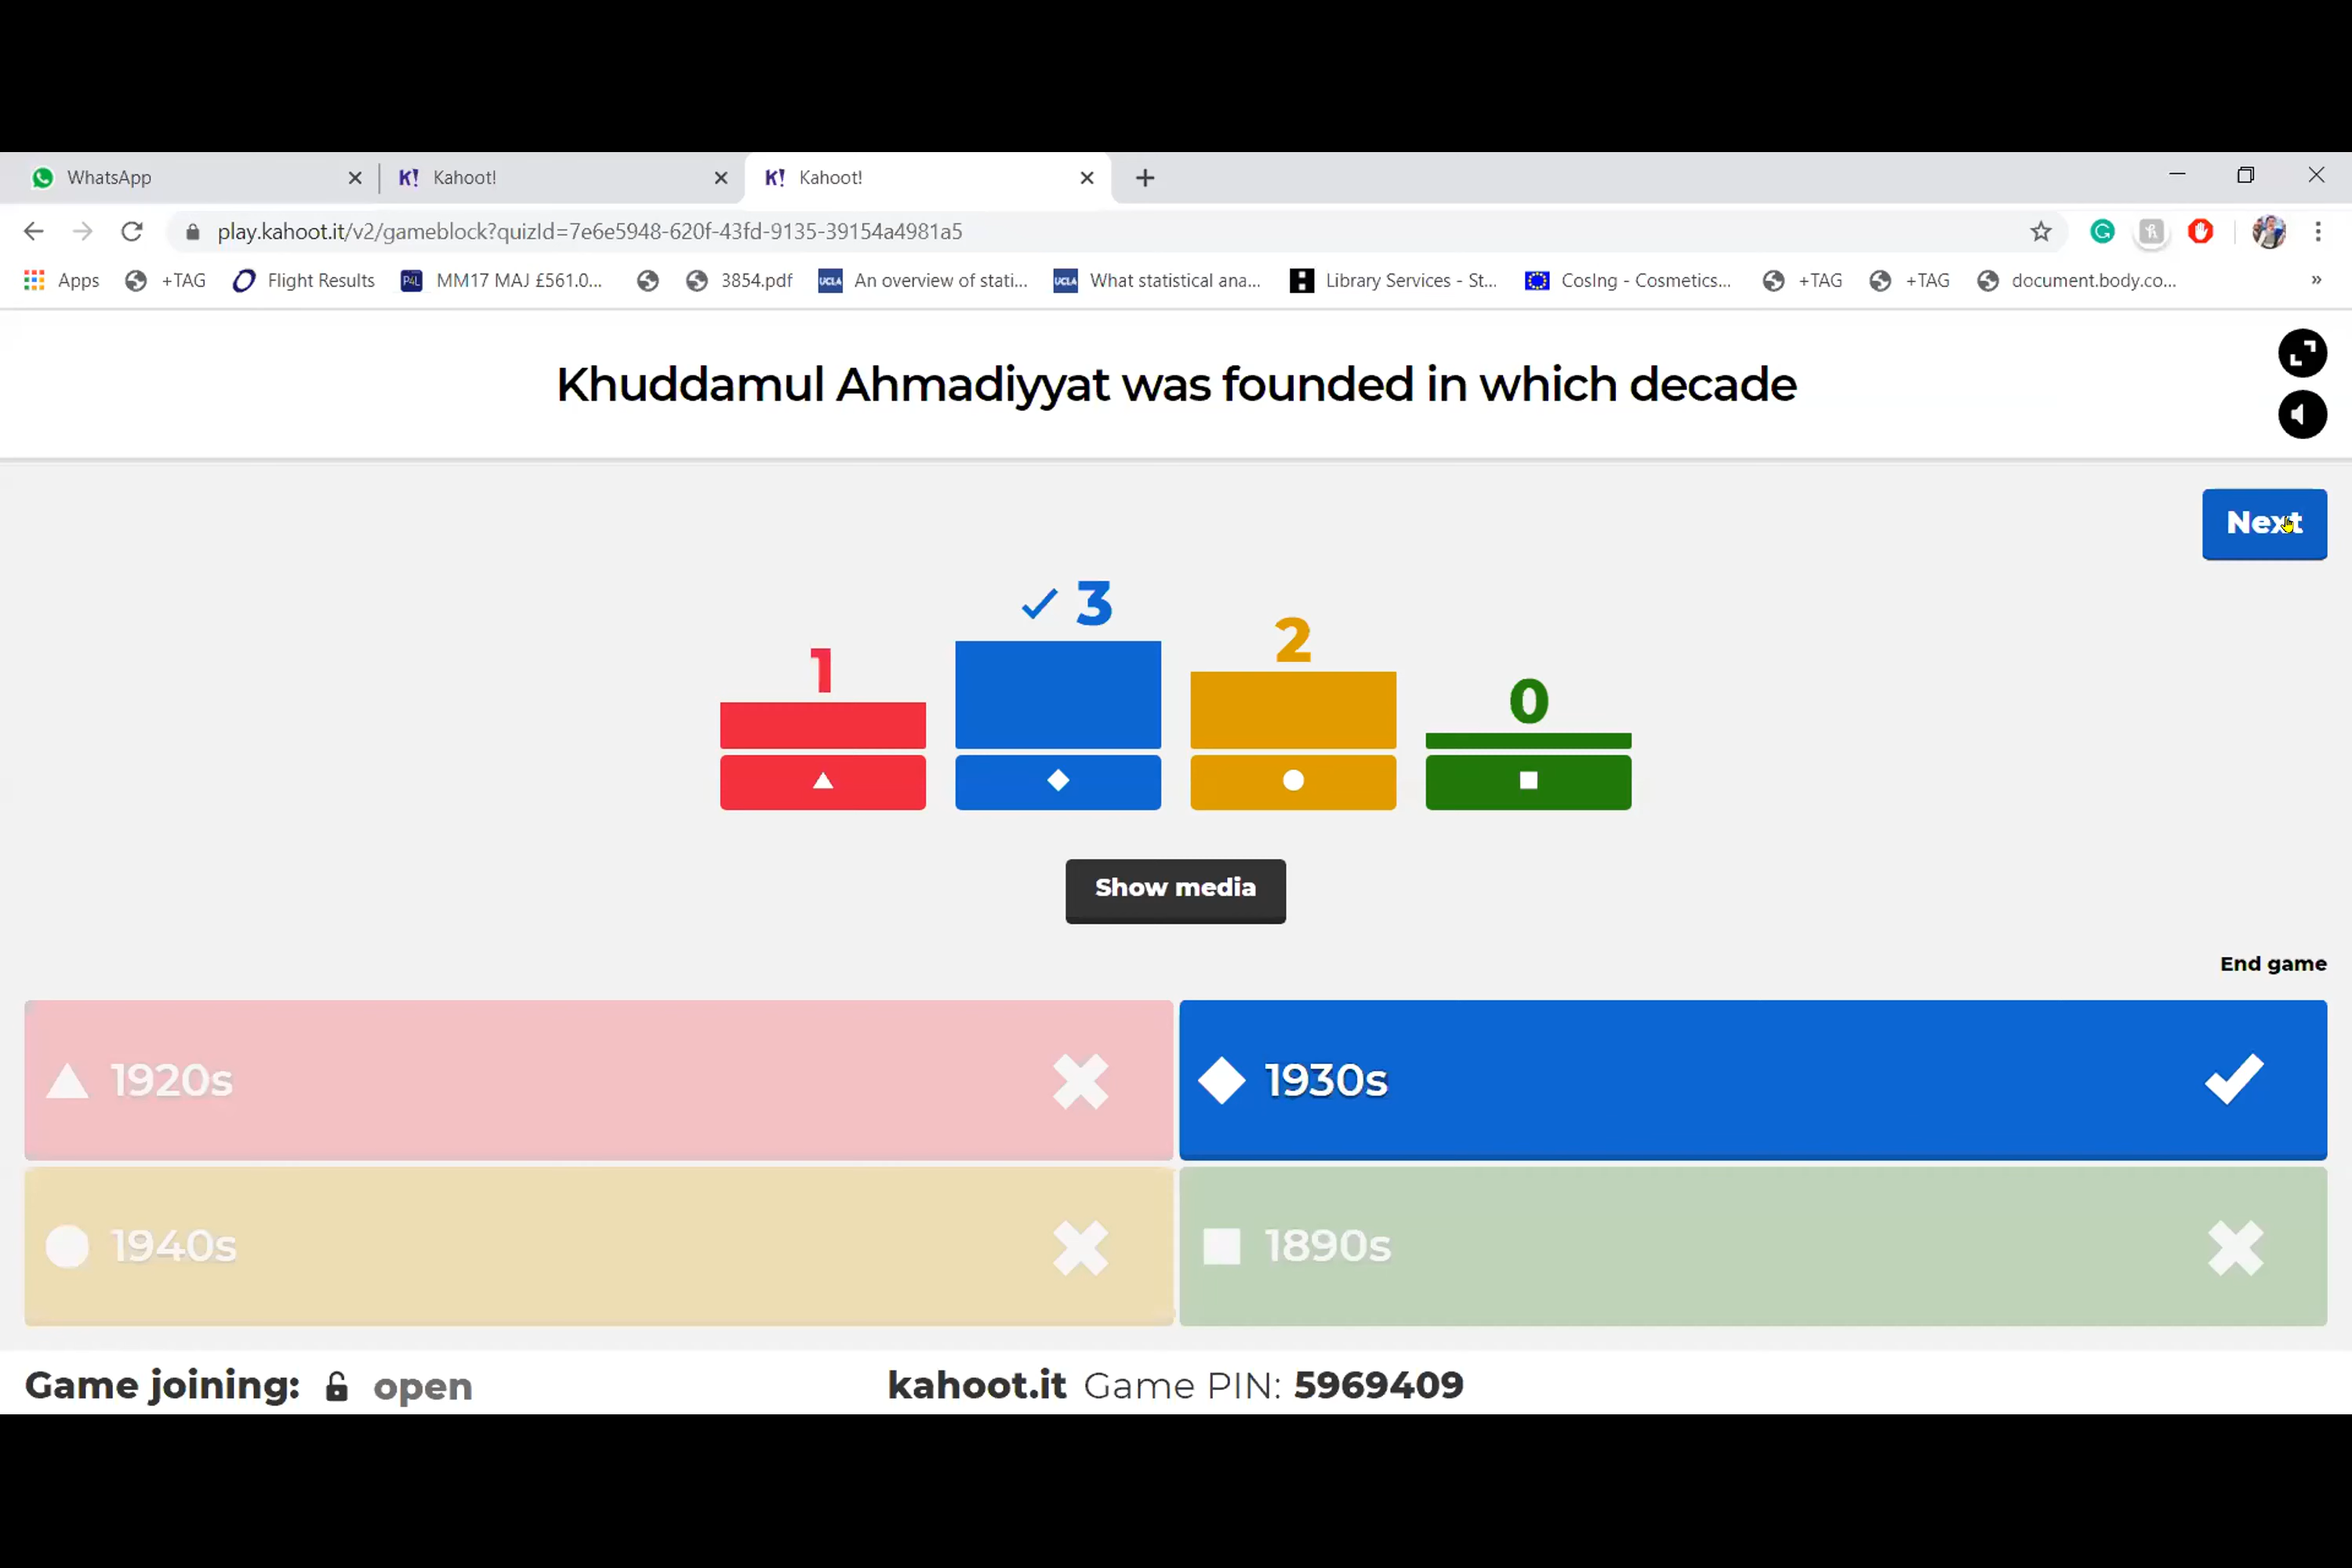 WhatsApp
K! Kahoot!
K! Kahoot!
play.kahoot.it/v2/gameblock?quizId=7e6e5948-620f-43fd-9135-39154a4981a5
Apps +TAG Flight Results P4L MM17 MAJ £561.0... 3854.pdf UCLA An overview of stati... UCLA What statistical ana... Library Services - St... CosIng - Cosmetics... +TAG +TAG document.body.co... »
Khuddamul Ahmadiyyat was founded in which decade
Next
1 3 2 0
Show media
End game
1920s
1930s
1940s
1890s
Game joining: open
kahoot.it Game PIN: 5969409